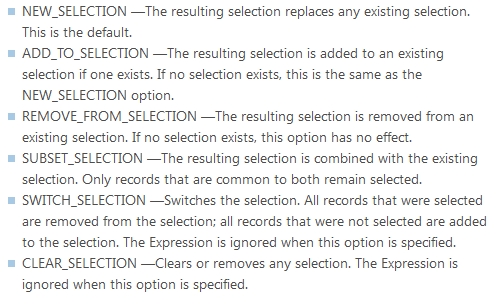 NEW_SELECTION —The resulting selection replaces any existing selection.
This is the default.
ADD_TO_SELECTION —The resulting selection is added to an existing
selection if one exists. If no selection exists, this is the same as the
NEW_SELECTION option.
REMOVE_FROM_SELECTION —The resulting selection is removed from an
existing selection. If no selection exists, this option has no effect.
SUBSET_SELECTION —The resulting selection is combined with the existing
selection. Only records that are common to both remain selected.
SWITCH_SELECTION —Switches the selection. All records that were selected
are removed from the selection; all records that were not selected are added
to the selection. The Expression is ignored when this option is specified.
CLEAR_SELECTION —Clears or removes any selection. The Expression is
ignored when this option is specified.